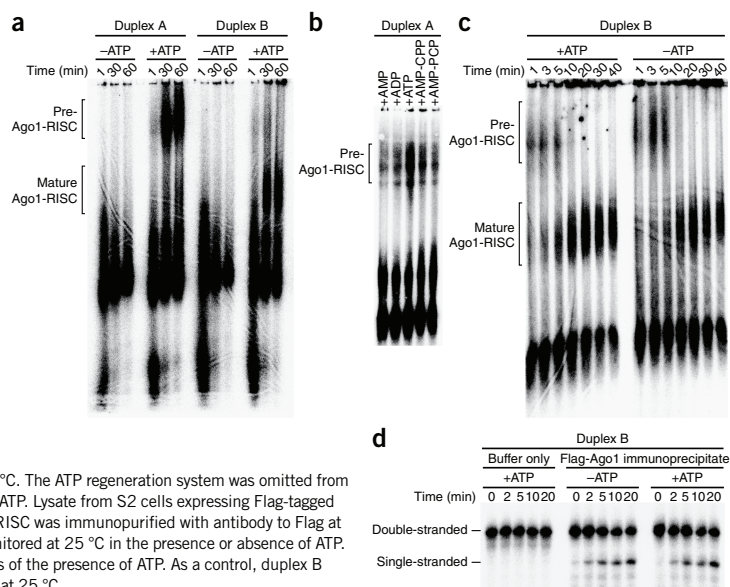 a
Duplex A Duplex B
–ATP +ATP –ATP +ATP
Time (min) 1 30 60 1 30 60 1 30 60 1 30 60
Pre-
Ago1-RISC
Mature
Ago1-RISC
b
Duplex A
+AMP
+ADP
+ATP
+AMP-CPP
+AMP-PCP
Pre-
Ago1-RISC
c
Duplex B
+ATP –ATP
Time (min) 1 3 5 10 20 30 40 1 3 5 10 20 30 40
Pre-
Ago1-RISC
Mature
Ago1-RISC
d
Duplex B
Buffer only Flag-Ago1 immunoprecipitate
+ATP –ATP +ATP
Time (min) 0 2 5 10 20 0 2 5 10 20 0 2 5 10 20
Double-stranded
Single-stranded
°C. The ATP regeneration system was omitted from
ATP. Lysate from S2 cells expressing Flag-tagged
RISC was immunopurified with antibody to Flag at
nitored at 25 °C in the presence or absence of ATP.
s of the presence of ATP. As a control, duplex B
at 25 °C.